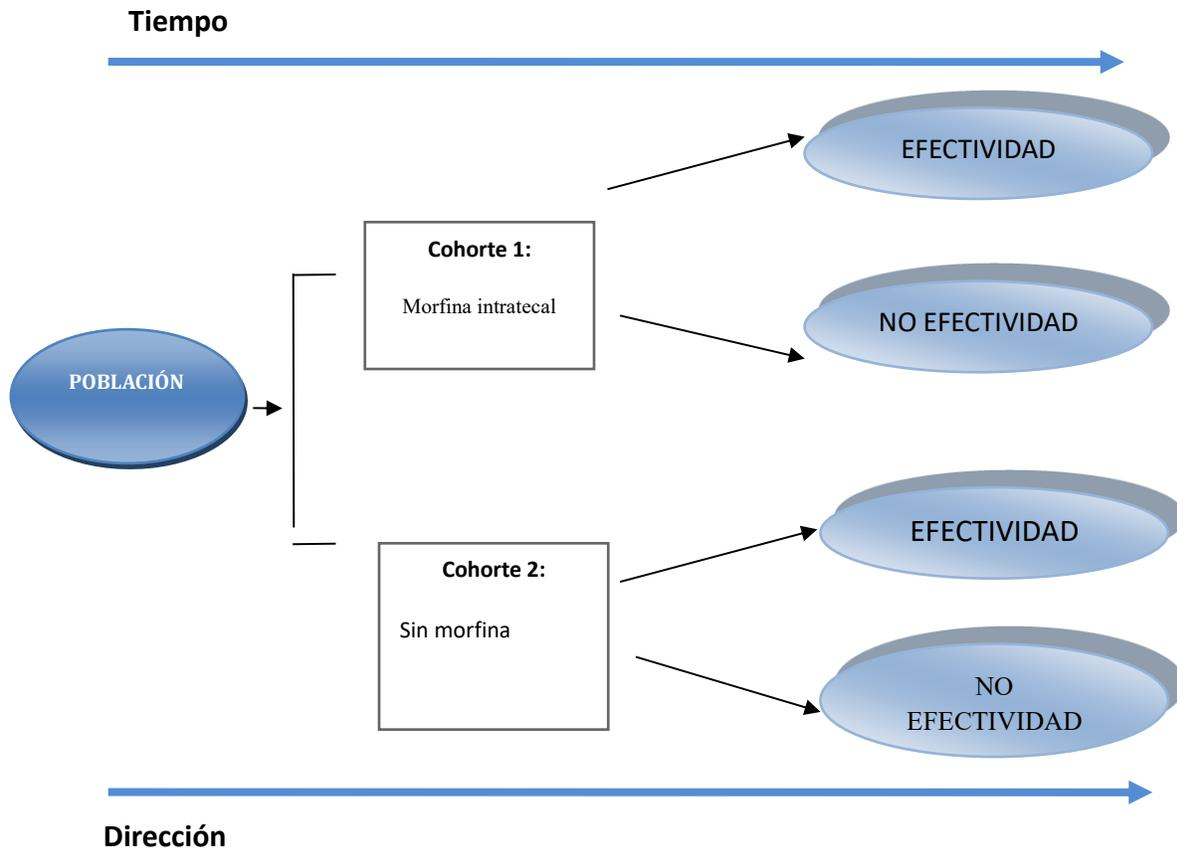 Tiempo
EFECTIVIDAD
Cohorte 1:
Morfina intratecal
NO EFECTIVIDAD
POBLACIÓN
EFECTIVIDAD
Cohorte 2:
Sin morfina
NO
EFECTIVIDAD
Dirección